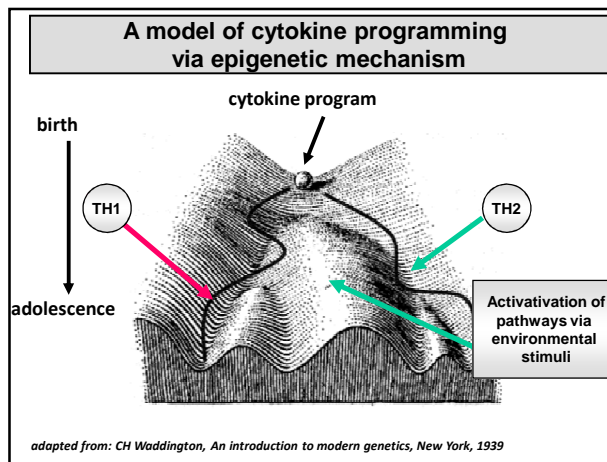 A model of cytokine programming
via epigenetic mechanism
cytokine program
birth
TH1
TH2
adolescence
Activativation of
pathways via
environmental
stimuli
adapted from: CH Waddington, An introduction to modern genetics, New York, 1939